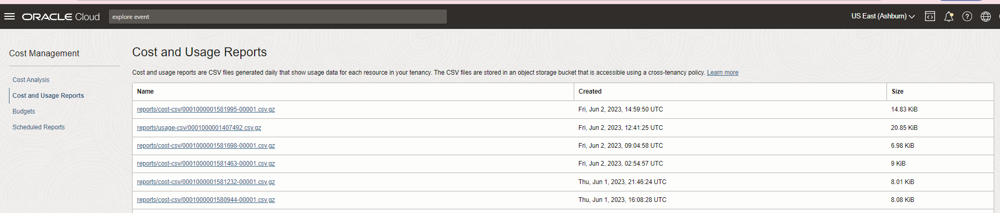 ORACLE Cloud
explore event
US East (Ashburn)
Cost Management
Cost Analysis
Cost and Usage Reports
Budgets
Scheduled Reports
Cost and Usage Reports
Cost and usage reports are CSV files generated daily that show usage data for each resource in your tenancy. The CSV files are stored in an object storage bucket that is accessible using a cross-tenancy policy. Learn more
Name Created Size
reports/cost-csv/0001000001581995-00001.csv.gz Fri, Jun 2, 2023, 14:59:50 UTC 14.83 KiB
reports/usage-csv/0001000001407492.csv.gz Fri, Jun 2, 2023, 12:41:25 UTC 20.85 KiB
reports/cost-csv/0001000001581698-00001.csv.gz Fri, Jun 2, 2023, 09:04:58 UTC 6.98 KiB
reports/cost-csv/0001000001581463-00001.csv.gz Fri, Jun 2, 2023, 02:54:57 UTC 9 KiB
reports/cost-csv/0001000001581232-00001.csv.gz Thu, Jun 1, 2023, 21:46:24 UTC 8.01 KiB
reports/cost-csv/0001000001580944-00001.csv.gz Thu, Jun 1, 2023, 16:08:28 UTC 8.08 KiB